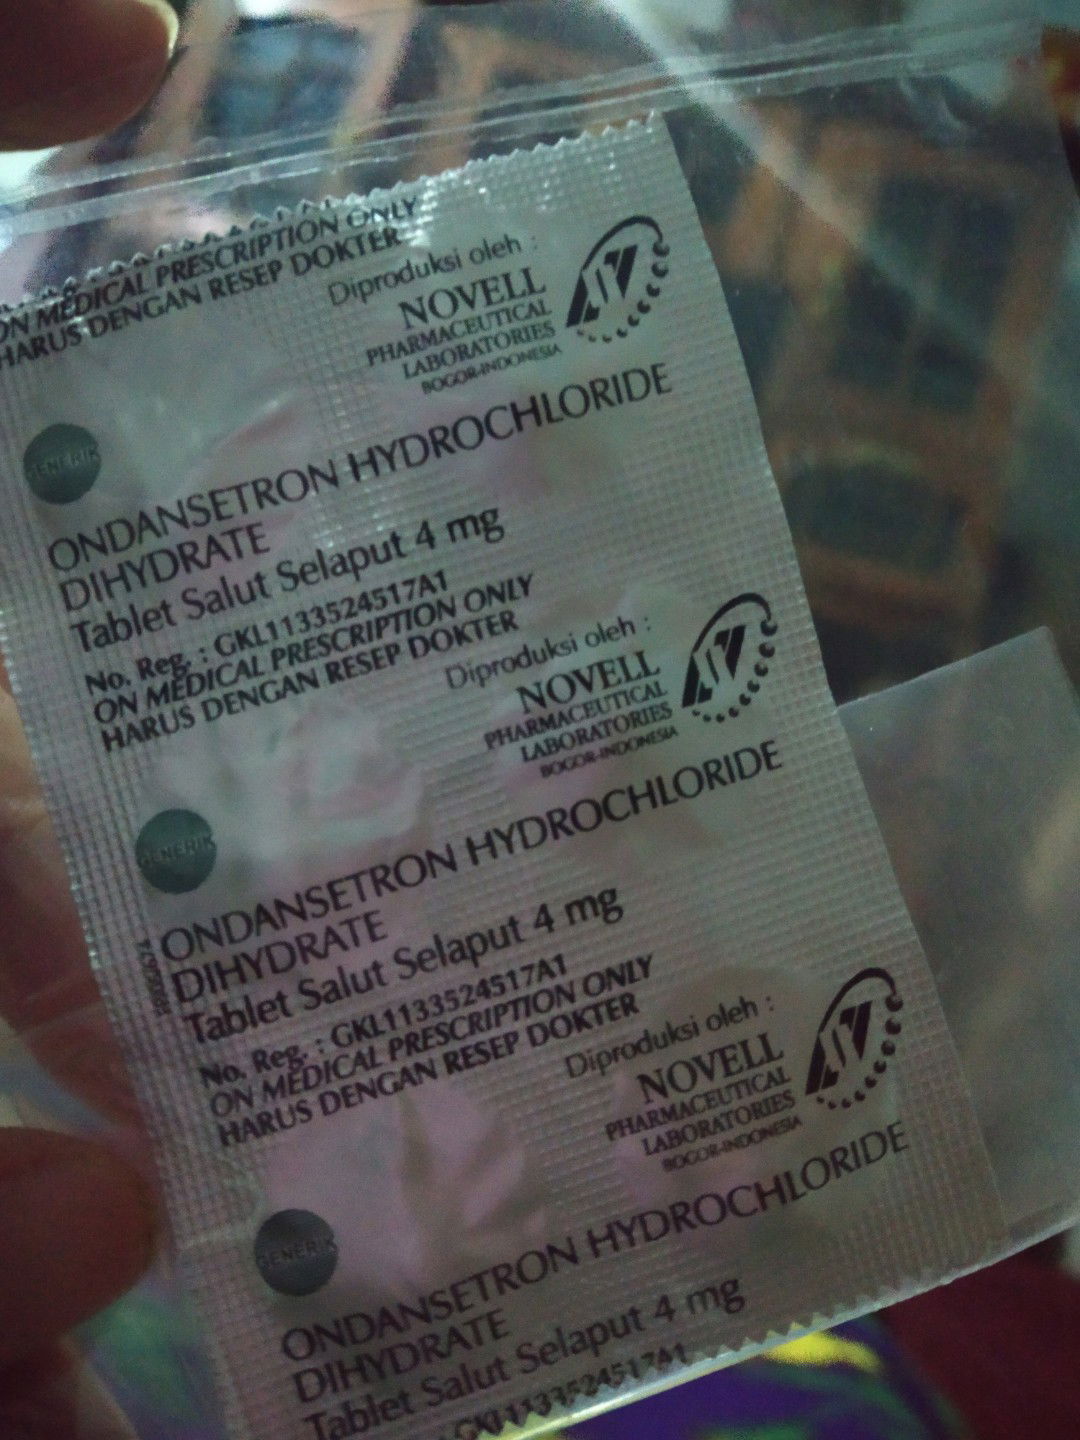 ON MEDICAL PRESCRIPTION ONLY
HARUS DENGAN RESEP DOKTER
Diproduksi oleh :
NOVELL
PHARMACEUTICAL
LABORATORIES
BOGOR-INDONESIA
GENERIK
ONDANSETRON HYDROCHLORIDE
DIHYDRATE
Tablet Salut Selaput 4 mg
No. Reg. : GKL1133524517A1
ON MEDICAL PRESCRIPTION ONLY
HARUS DENGAN RESEP DOKTER
Diproduksi oleh :
NOVELL
PHARMACEUTICAL
LABORATORIES
BOGOR-INDONESIA
GENERIK
ONDANSETRON HYDROCHLORIDE
DIHYDRATE
Tablet Salut Selaput 4 mg
No. Reg. : GKL1133524517A1
ON MEDICAL PRESCRIPTION ONLY
HARUS DENGAN RESEP DOKTER
Diproduksi oleh :
NOVELL
PHARMACEUTICAL
LABORATORIES
BOGOR-INDONESIA
GENERIK
ONDANSETRON HYDROCHLORIDE
DIHYDRATE
Tablet Salut Selaput 4 mg
GKL1133524517A1